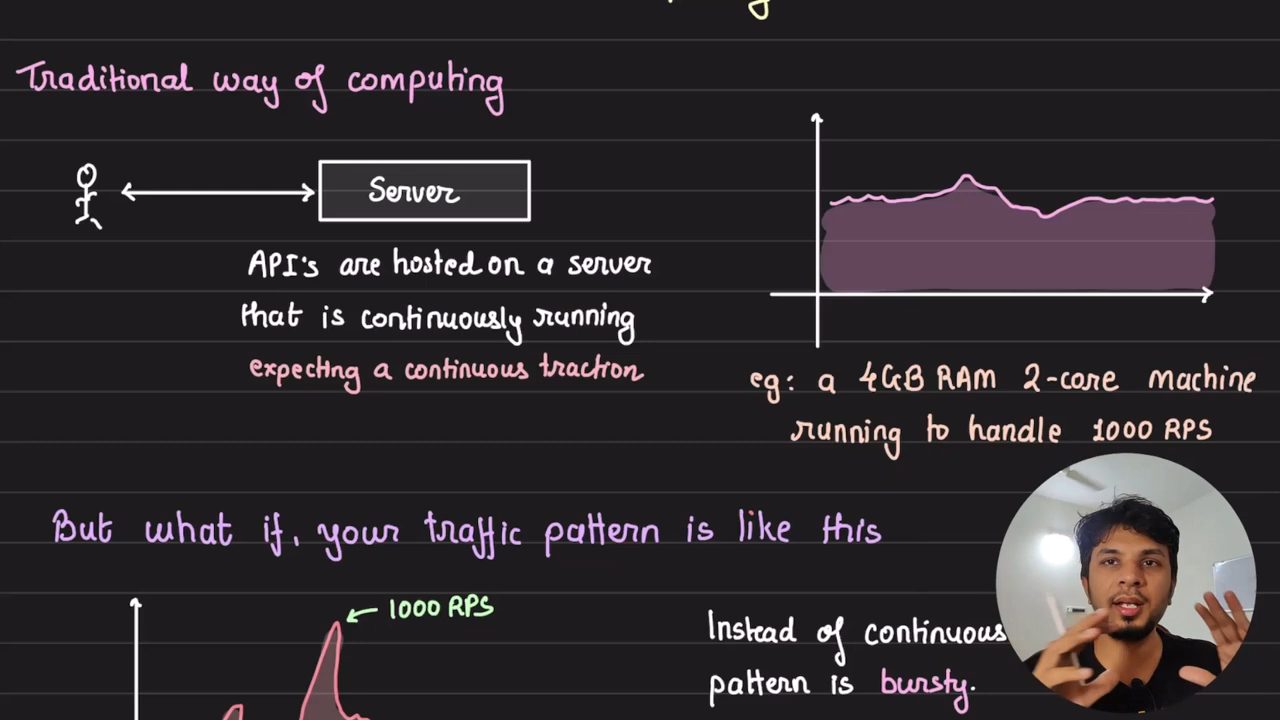 Traditional way of computing
Server
API's are hosted on a server
that is continuously running
expecting a continuous traction
eg: a 4GB RAM 2-core machine
running to handle 1000 RPS
But what if, your traffic pattern is like this
1000 RPS
Instead of continuous
pattern is bursty.